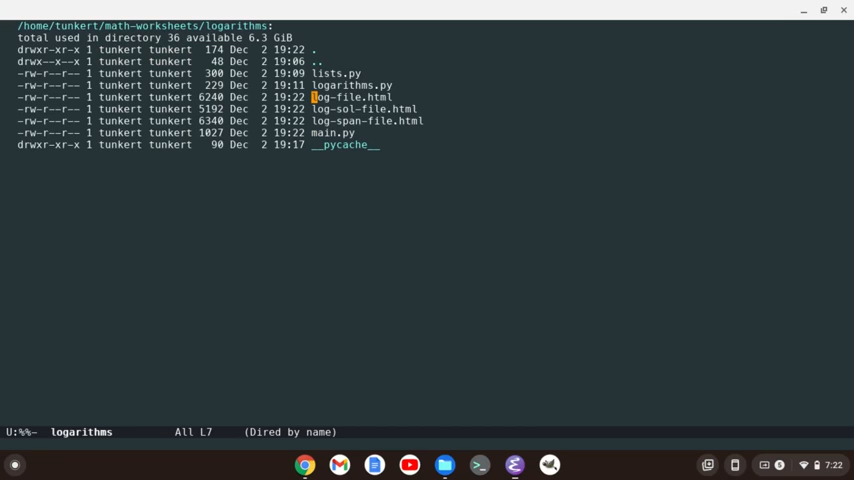 /home/tunkert/math-worksheets/logarithms:
total used in directory 36 available 6.3 GiB
drwxr-xr-x 1 tunkert tunkert  174 Dec  2 19:22 .
drwx--x--x 1 tunkert tunkert   48 Dec  2 19:06 ..
-rw-r--r-- 1 tunkert tunkert  300 Dec  2 19:09 lists.py
-rw-r--r-- 1 tunkert tunkert  229 Dec  2 19:11 logarithms.py
-rw-r--r-- 1 tunkert tunkert 6240 Dec  2 19:22 log-file.html
-rw-r--r-- 1 tunkert tunkert 5192 Dec  2 19:22 log-sol-file.html
-rw-r--r-- 1 tunkert tunkert 6340 Dec  2 19:22 log-span-file.html
-rw-r--r-- 1 tunkert tunkert 1027 Dec  2 19:22 main.py
drwxr-xr-x 1 tunkert tunkert   90 Dec  2 19:17 __pycache__
U:%%-  logarithms          All L7     (Dired by name)
5 7:22